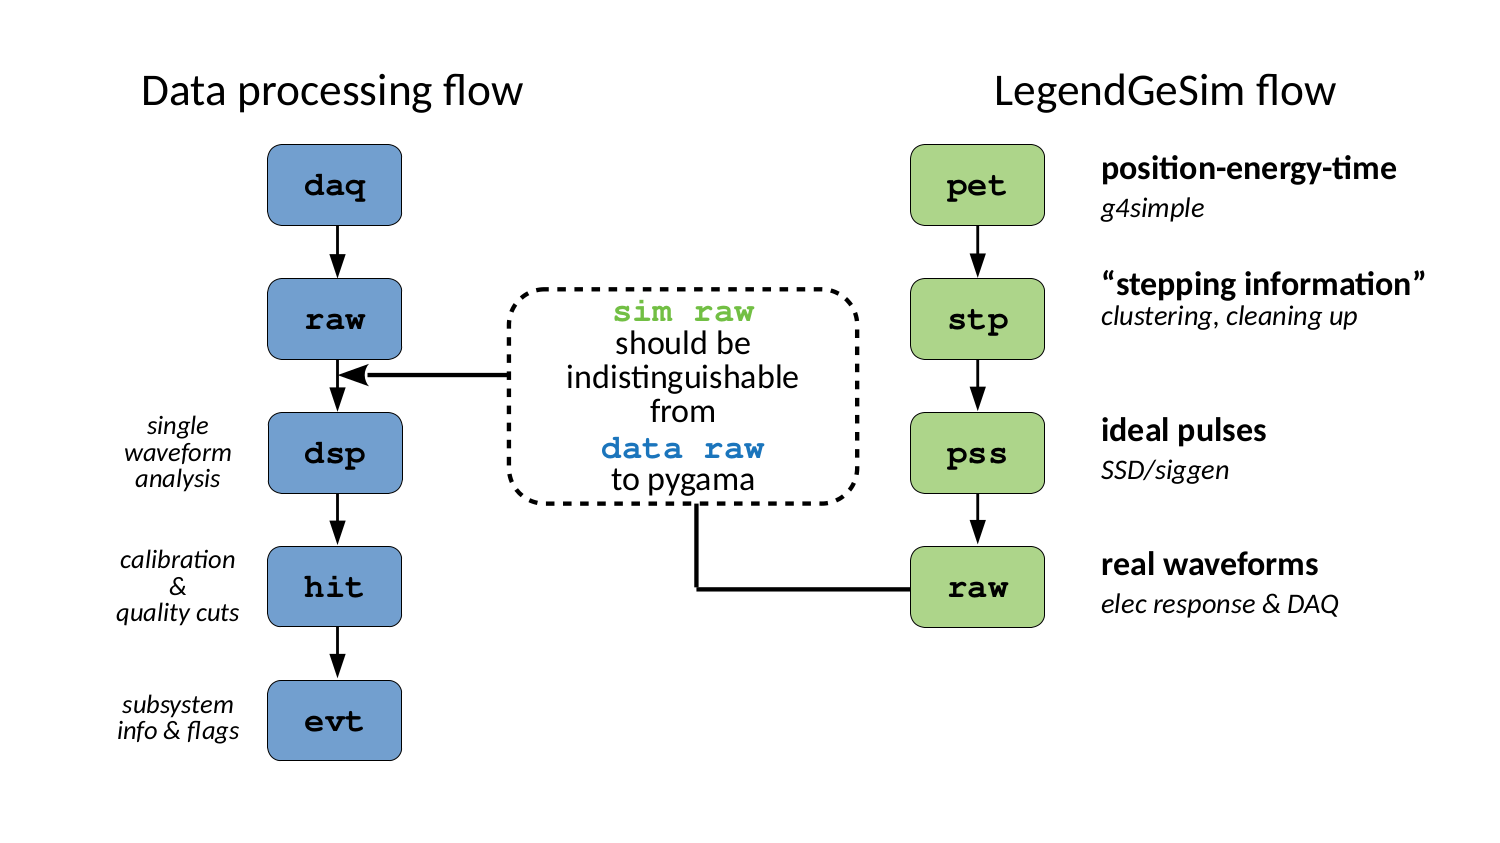 Data processing flow
LegendGeSim flow
daq
raw
dsp
hit
evt
single
waveform
analysis
calibration
&
quality cuts
subsystem
info & flags
sim raw
should be
indistinguishable
from
data raw
to pygama
pet
stp
pss
raw
position-energy-time
g4simple
“stepping information”
clustering, cleaning up
ideal pulses
SSD/siggen
real waveforms
elec response & DAQ